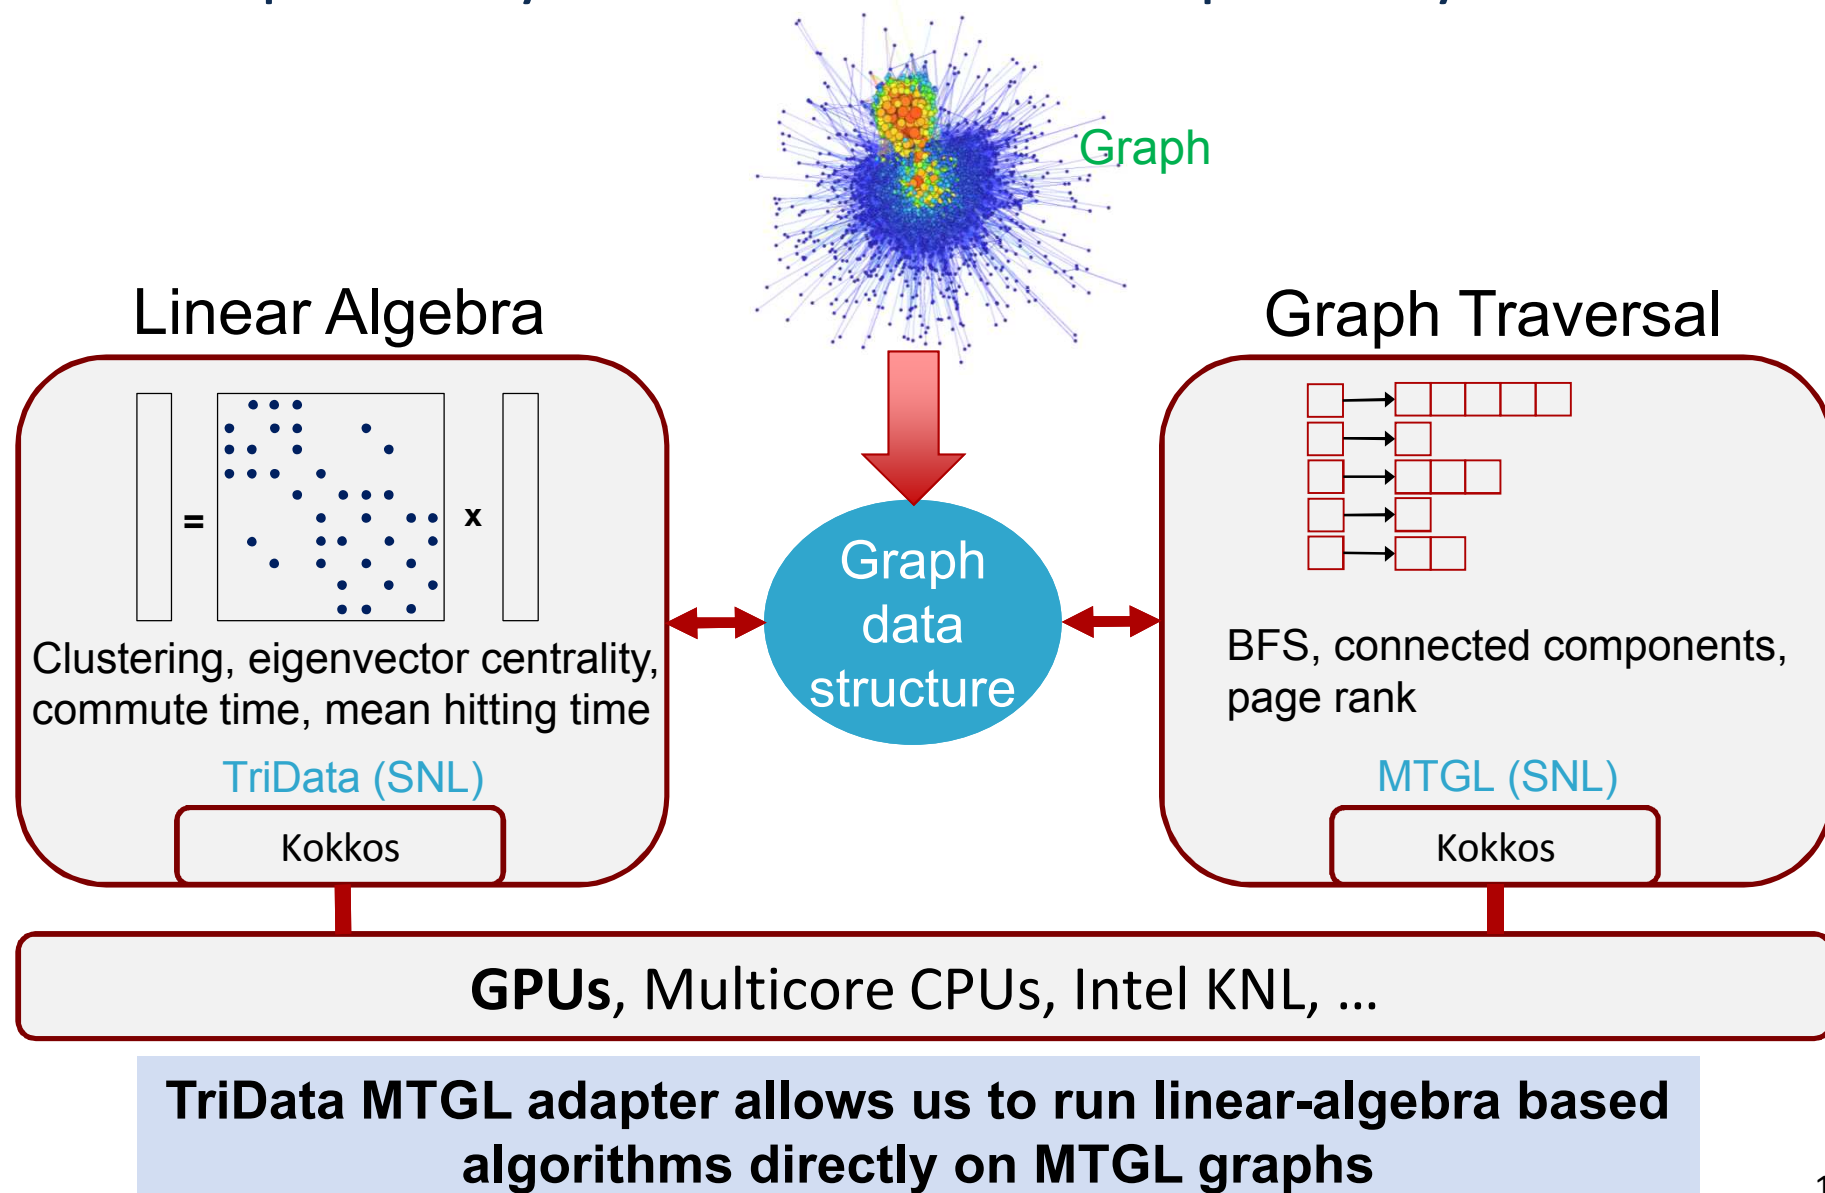 Graph
Linear Algebra
Graph Traversal
=
x
Graph
data
structure
Clustering, eigenvector centrality,
commute time, mean hitting time
BFS, connected components,
page rank
TriData (SNL)
MTGL (SNL)
Kokkos
Kokkos
GPUs, Multicore CPUs, Intel KNL, ...
TriData MTGL adapter allows us to run linear-algebra based
algorithms directly on MTGL graphs